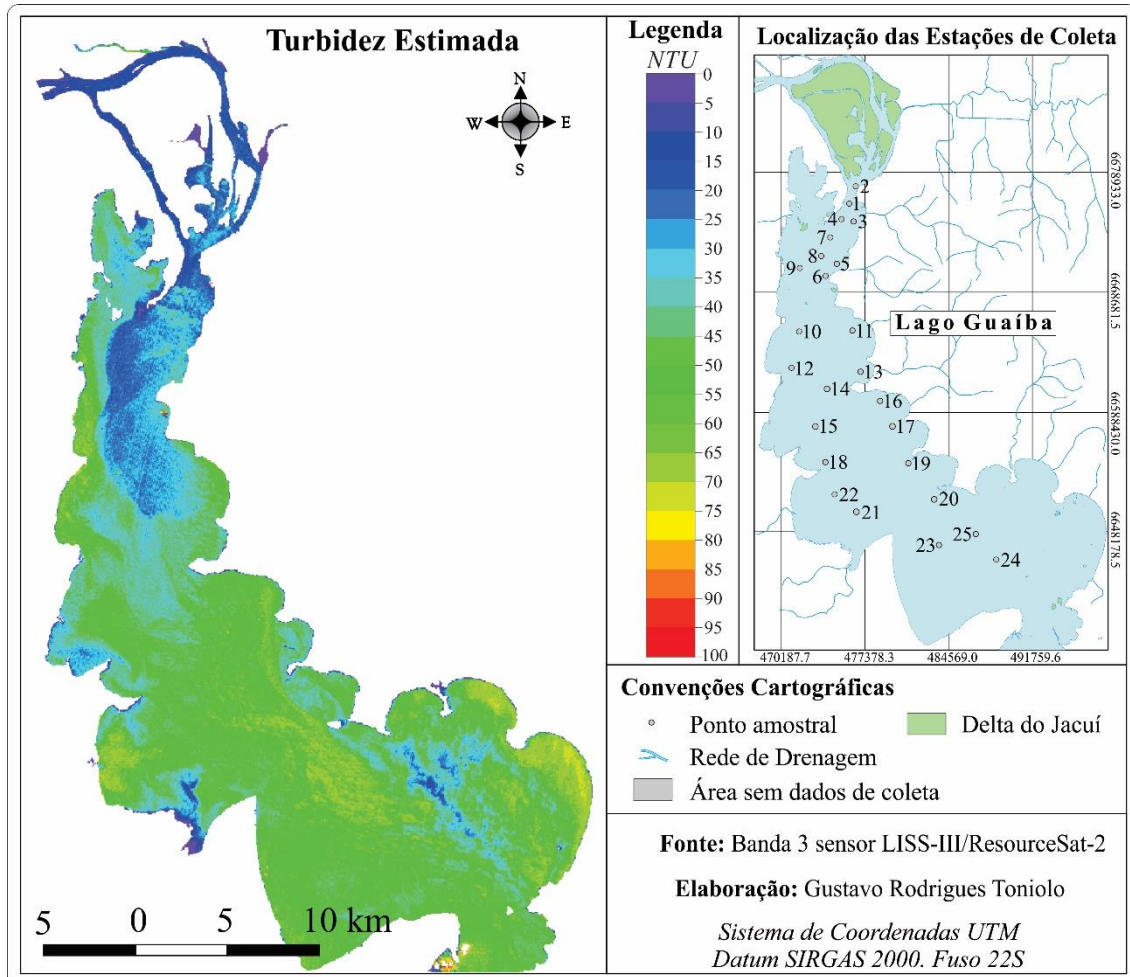 Turbidez Estimada
N
W E
S
5 0 5 10 km
Legenda
NTU
0
5
10
15
20
25
30
35
40
45
50
55
60
65
70
75
80
85
90
95
100
Localização das Estações de Coleta
2
1
4 3
7
8 5
9 6
10 11
12 13
14
16
15 17
18 19
22 20
21
25
23
24
Lago Guaíba
6678933.0
6668681.5
66588430.0
6648178.5
470187.7 477378.3 484569.0 491759.6
Convenções Cartográficas
Ponto amostral
Delta do Jacuí
Rede de Drenagem
Área sem dados de coleta
Fonte: Banda 3 sensor LISS-III/ResourceSat-2
Elaboração: Gustavo Rodrigues Toniolo
Sistema de Coordenadas UTM
Datum SIRGAS 2000. Fuso 22S